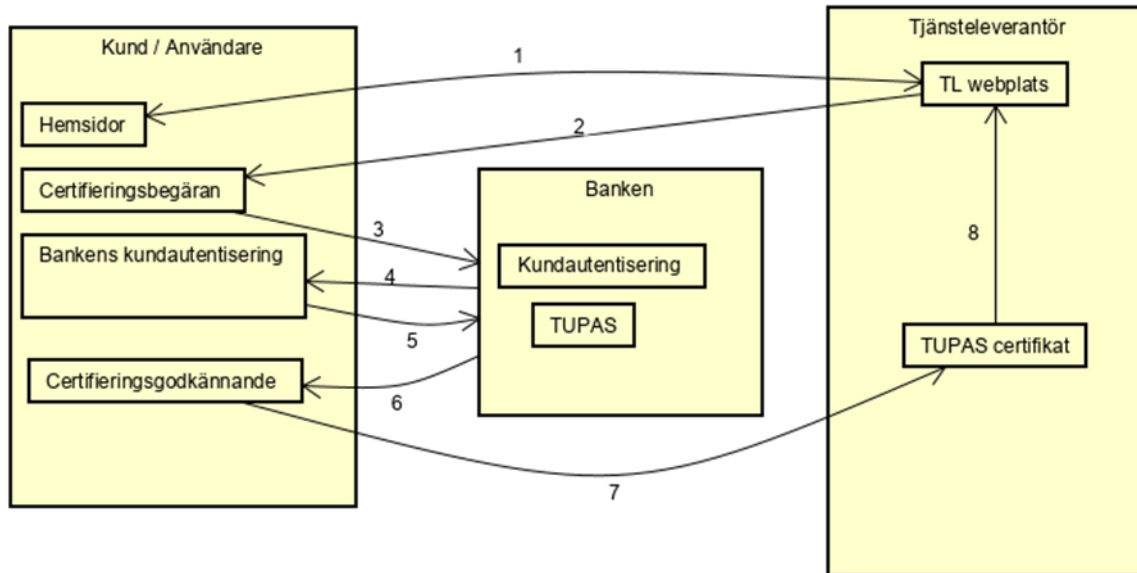 Kund / Användare
Hemsidor
Certifieringsbegäran
Bankens kundautentisering
Certifieringsgodkännande
1
2
3
4
5
6
7
Banken
Kundautentisering
TUPAS
Tjänsteleverantör
TL webplats
8
TUPAS certifikat